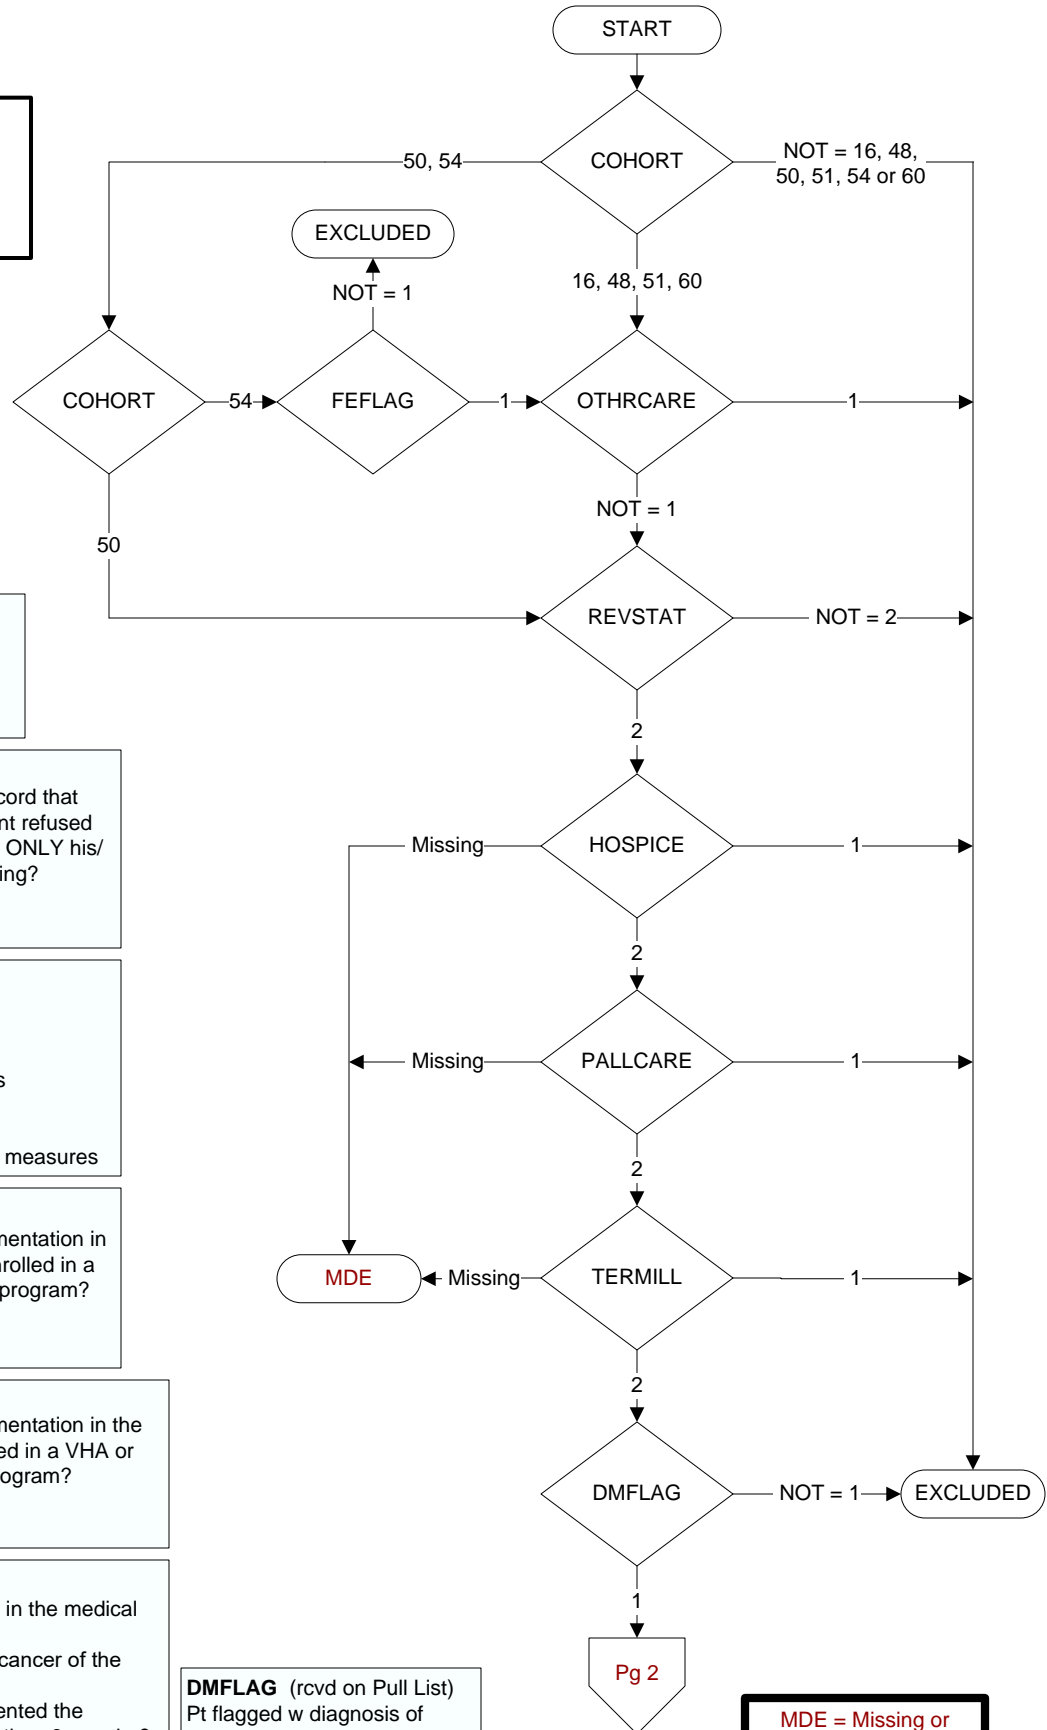 START
COHORT
50, 54
NOT = 16, 48,
50, 51, 54 or 60
EXCLUDED
NOT = 1
16, 48, 51, 60
COHORT
54
FEFLAG
1
OTHRCARE
1
NOT = 1
50
REVSTAT
NOT = 2
2
Missing
HOSPICE
1
2
Missing
PALLCARE
1
2
MDE
Missing
TERMILL
1
2
DMFLAG
NOT = 1
EXCLUDED
1
Pg 2
cord that
nt refused
ONLY his/
ing?
s
measures
mentation in
nrolled in a
program?
mentation in the
ed in a VHA or
rogram?
in the medical
cancer of the
ented the
DMFLAG (rcvd on Pull List)
Pt flagged w diagnosis of
MDE = Missing or